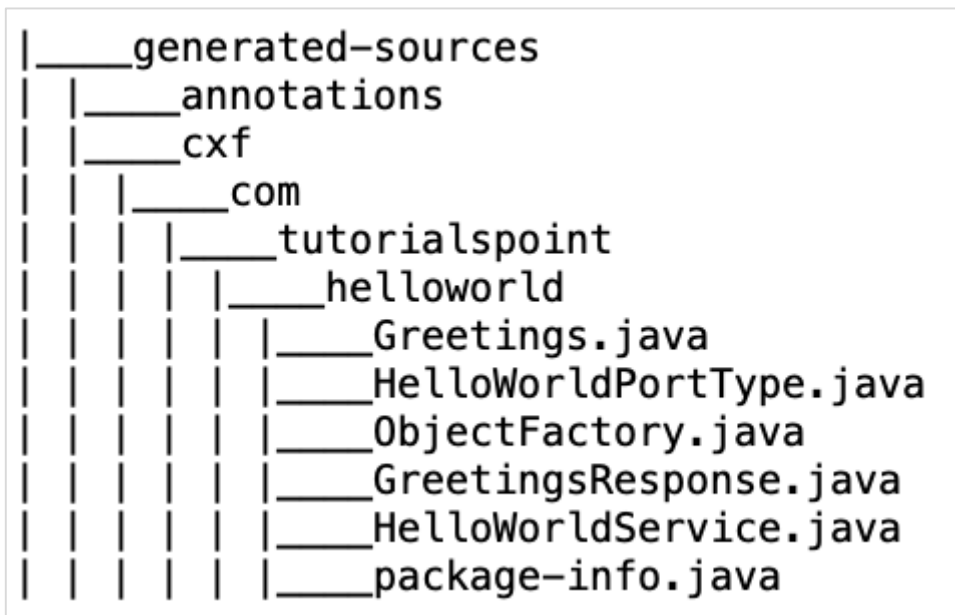 |____generated-sources
| |____annotations
| |____cxf
| | |____com
| | | |____tutorialspoint
| | | | |____helloworld
| | | | | |____Greetings.java
| | | | | |____HelloWorldPortType.java
| | | | | |____ObjectFactory.java
| | | | | |____GreetingsResponse.java
| | | | | |____HelloWorldService.java
| | | | | |____package-info.java